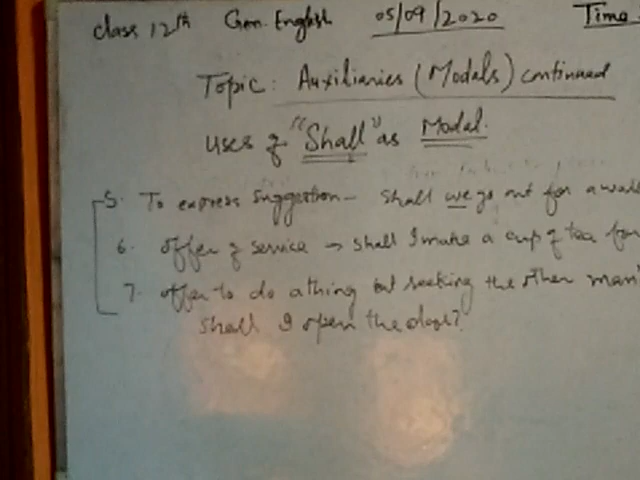 class 12th Gen. English 05/09/2020 Time
Topic: Auxiliaries (Modals) continued
uses of "Shall" as Modal.
5. To express suggestion - shall we go out for a walk
6. offer of service → shall I make a cup of tea for
7. offer to do a thing but seeking the other man's
shall I open the door?